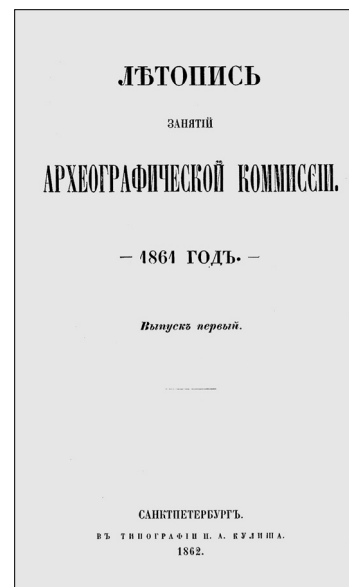 ЛѢТОПИСЬ
ЗАНЯТІЙ
АРХЕОГРАФИЧЕСКОЙ КОММИССІИ.
— 1861 ГОДЪ. —
Выпускъ первый.
САНКТПЕТЕРБУРГЪ.
ВЪ ТИПОГРАФІИ П. А. КУЛИША.
1862.